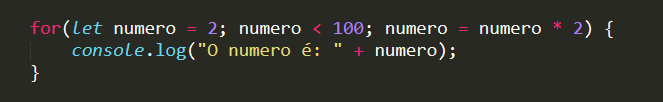 for(let numero = 2; numero < 100; numero = numero * 2) {
    console.log("O numero é: " + numero);
}